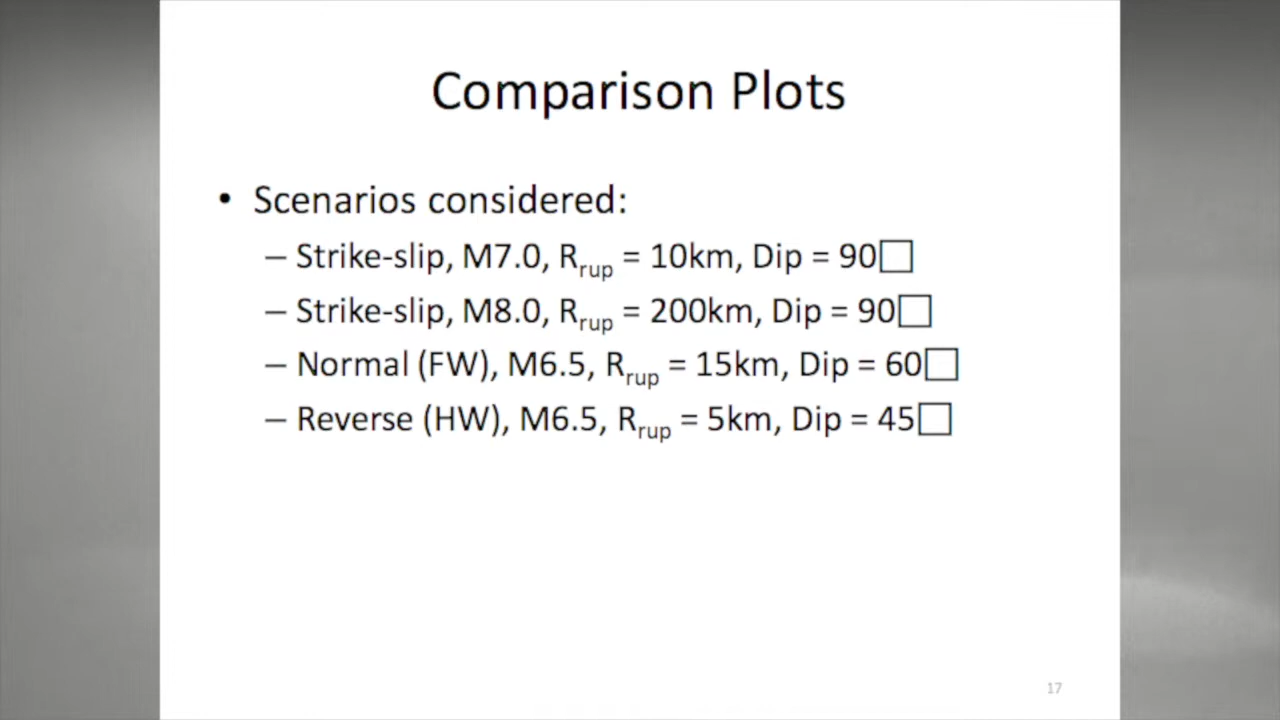 Comparison Plots
• Scenarios considered:
– Strike-slip, M7.0, Rrup = 10km, Dip = 90□
– Strike-slip, M8.0, Rrup = 200km, Dip = 90□
– Normal (FW), M6.5, Rrup = 15km, Dip = 60□
– Reverse (HW), M6.5, Rrup = 5km, Dip = 45□
17